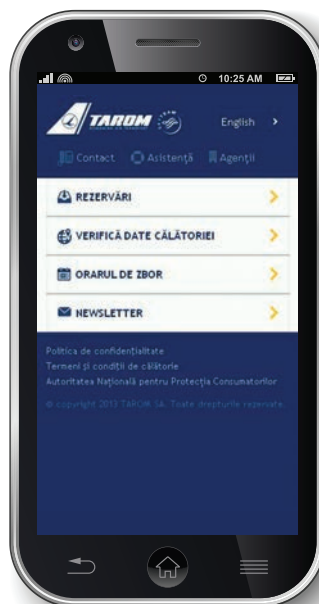 10:25 AM
TAROM
English
Contact Asistență Agenții
REZERVĂRI
VERIFICĂ DATE CĂLĂTORIEI
ORARUL DE ZBOR
NEWSLETTER
Politica de confidențialitate
Termeni și condiții de călătorie
Autoritatea Națională pentru Protecția Consumatorilor
© copyright 2013 TAROM SA. Toate drepturile rezervate